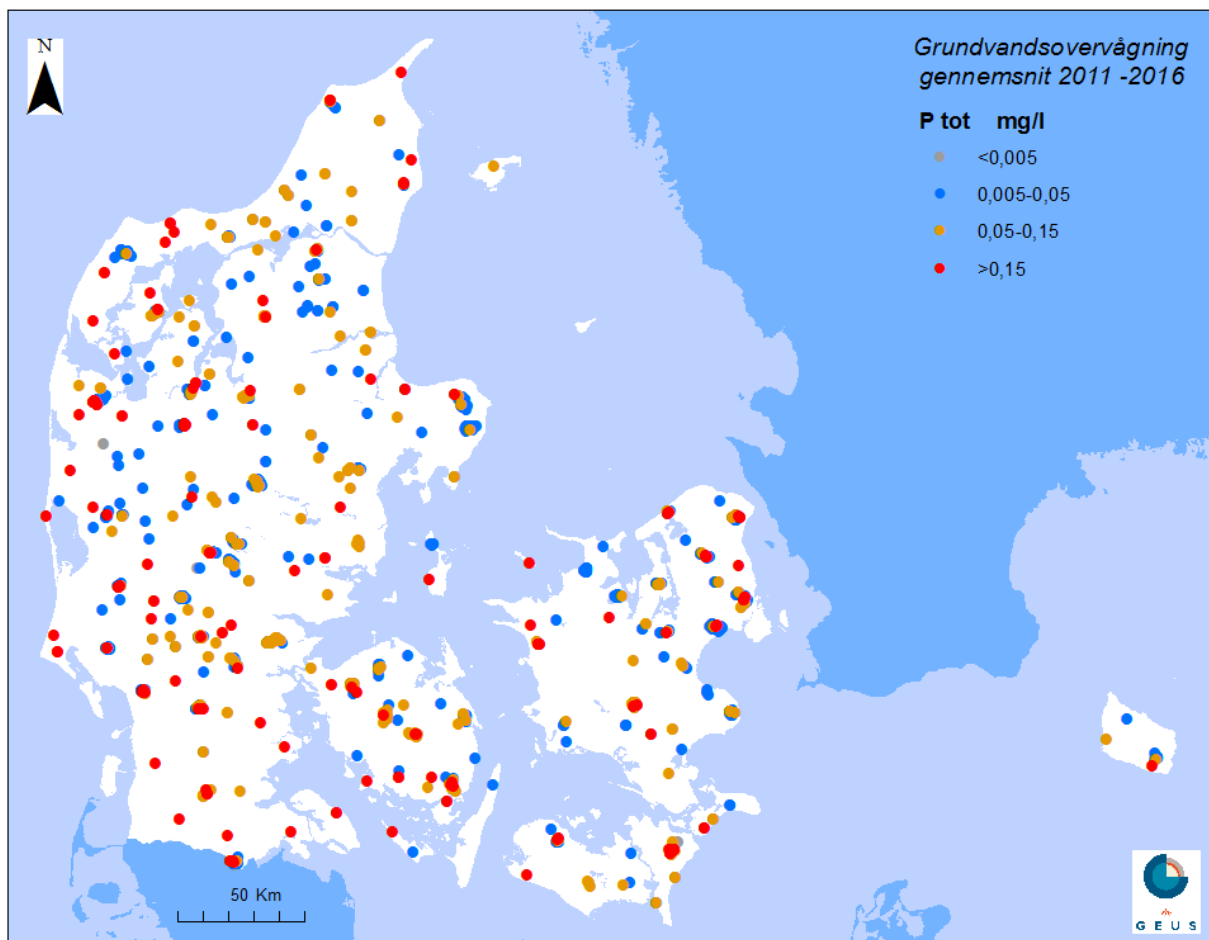 N
Grundvandsovervågning
gennemsnit 2011 -2016
P tot mg/l
<0,005
0,005-0,05
0,05-0,15
>0,15
50 Km
G E U S